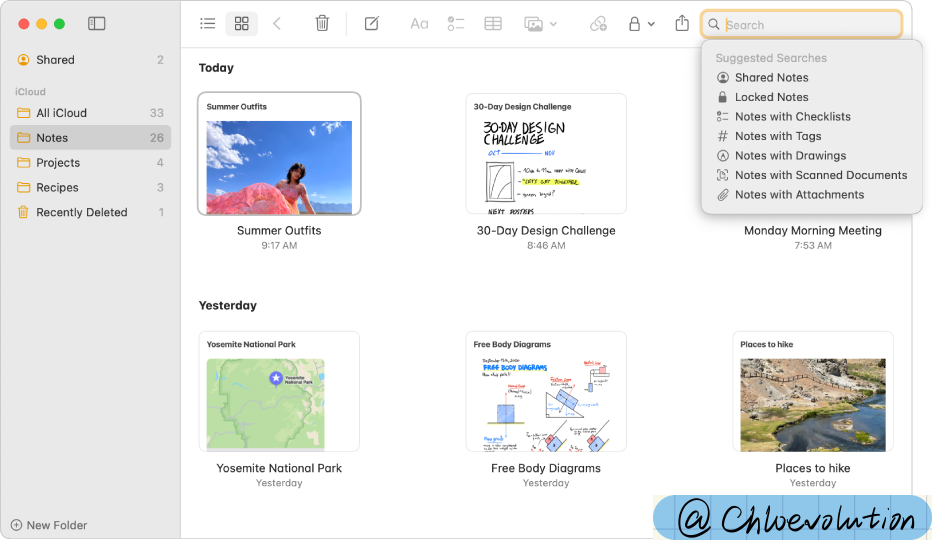 Search
Suggested Searches
Shared Notes
Locked Notes
Notes with Checklists
Notes with Tags
Notes with Drawings
Notes with Scanned Documents
Notes with Attachments
Shared 2
iCloud
All iCloud 33
Notes 26
Projects 4
Recipes 3
Recently Deleted 1
New Folder
Aa
Today
Summer Outfits
Summer Outfits
9:17 AM
30-Day Design Challenge
30-DAY DESIGN
CHALLENGE
OCT NOV
"LET'S GET TOGETHER"
NEXT POSTERS
30-Day Design Challenge
8:46 AM
Monday Morning Meeting
7:53 AM
Yesterday
Yosemite National Park
Yosemite
National Park
Yosemite National Park
Yesterday
Free Body Diagrams
FREE BODY DIAGRAMS
Free Body Diagrams
Yesterday
Places to hike
Places to hike
Yesterday
@ Chloevolution